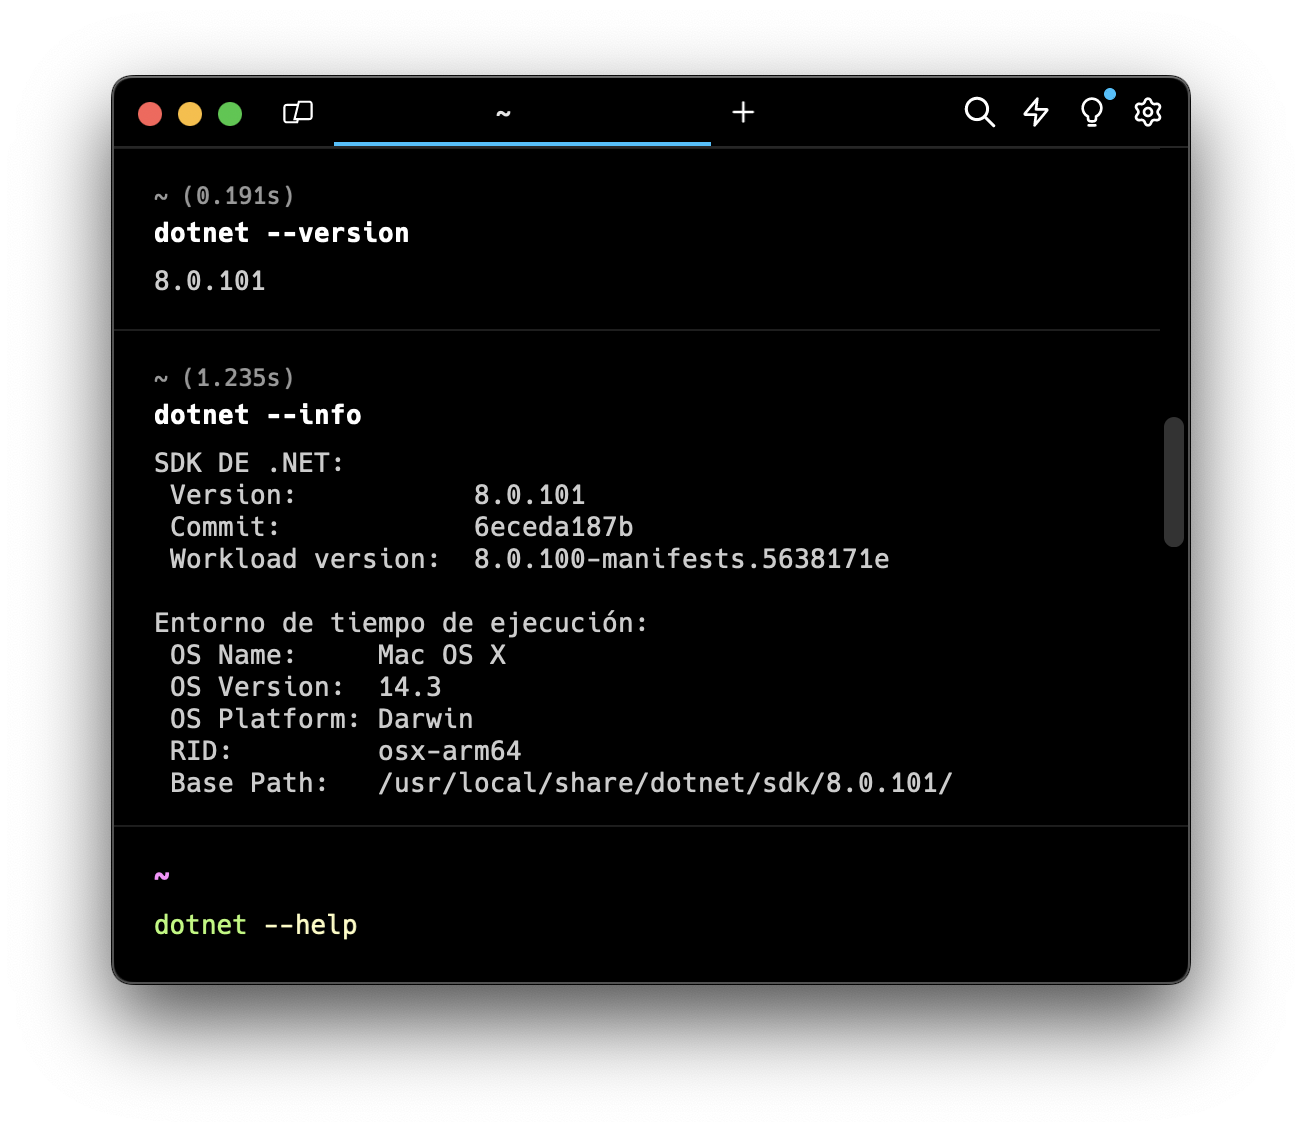 ~
~ (0.191s)
dotnet --version
8.0.101
~ (1.235s)
dotnet --info
SDK DE .NET:
Version: 8.0.101
Commit: 6eceda187b
Workload version: 8.0.100-manifests.5638171e
Entorno de tiempo de ejecución:
OS Name: Mac OS X
OS Version: 14.3
OS Platform: Darwin
RID: osx-arm64
Base Path: /usr/local/share/dotnet/sdk/8.0.101/
~
dotnet --help